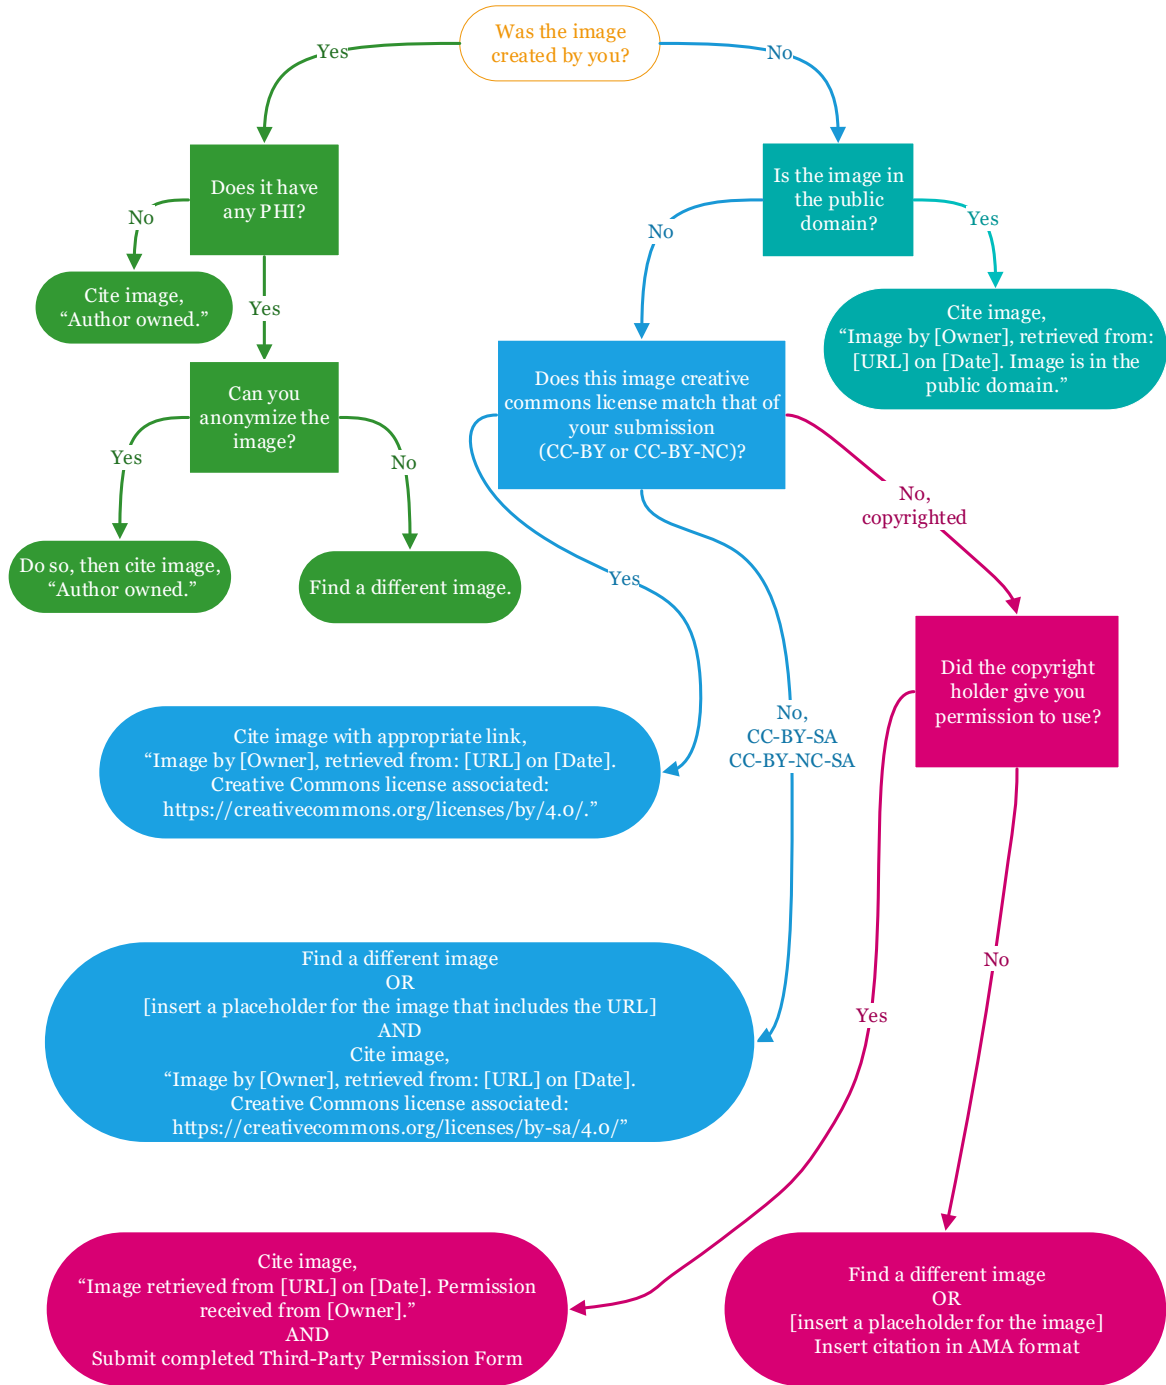 Was the image
created by you?
Yes
No
Does it have
any PHI?
Is the image in
the public
domain?
No
Yes
No
Yes
Cite image,
“Author owned.”
Cite image,
“Image by [Owner], retrieved from:
[URL] on [Date]. Image is in the
public domain.”
Can you
anonymize the
image?
Does this image creative
commons license match that of
your submission
(CC-BY or CC-BY-NC)?
Yes
No
No,
copyrighted
Do so, then cite image,
“Author owned.”
Find a different image.
Yes
Did the copyright
holder give you
permission to use?
No,
CC-BY-SA
CC-BY-NC-SA
Cite image with appropriate link,
“Image by [Owner], retrieved from: [URL] on [Date].
Creative Commons license associated:
https://creativecommons.org/licenses/by/4.0/.”
Find a different image
OR
[insert a placeholder for the image that includes the URL]
AND
Cite image,
“Image by [Owner], retrieved from: [URL] on [Date].
Creative Commons license associated:
https://creativecommons.org/licenses/by-sa/4.0/”
Yes
No
Cite image,
“Image retrieved from [URL] on [Date]. Permission
received from [Owner].”
AND
Submit completed Third-Party Permission Form
Find a different image
OR
[insert a placeholder for the image]
Insert citation in AMA format